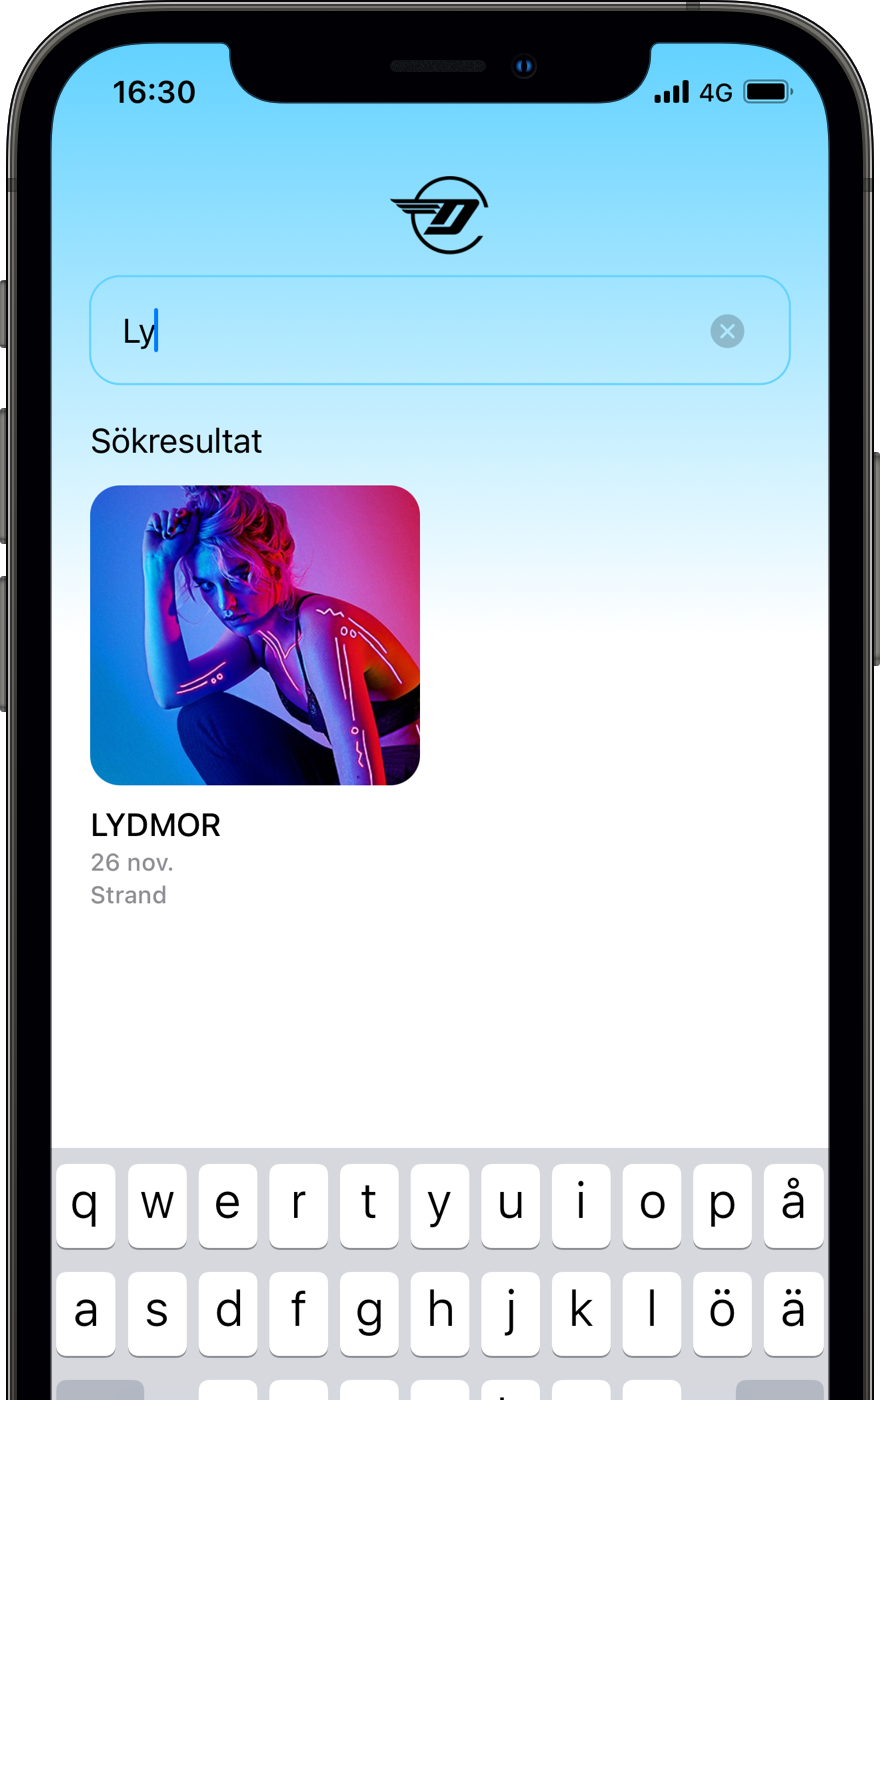 16:30
4G
Ly
Sökresultat
LYDMOR
26 nov.
Strand
q w e r t y u i o p å
a s d f g h j k l ö ä